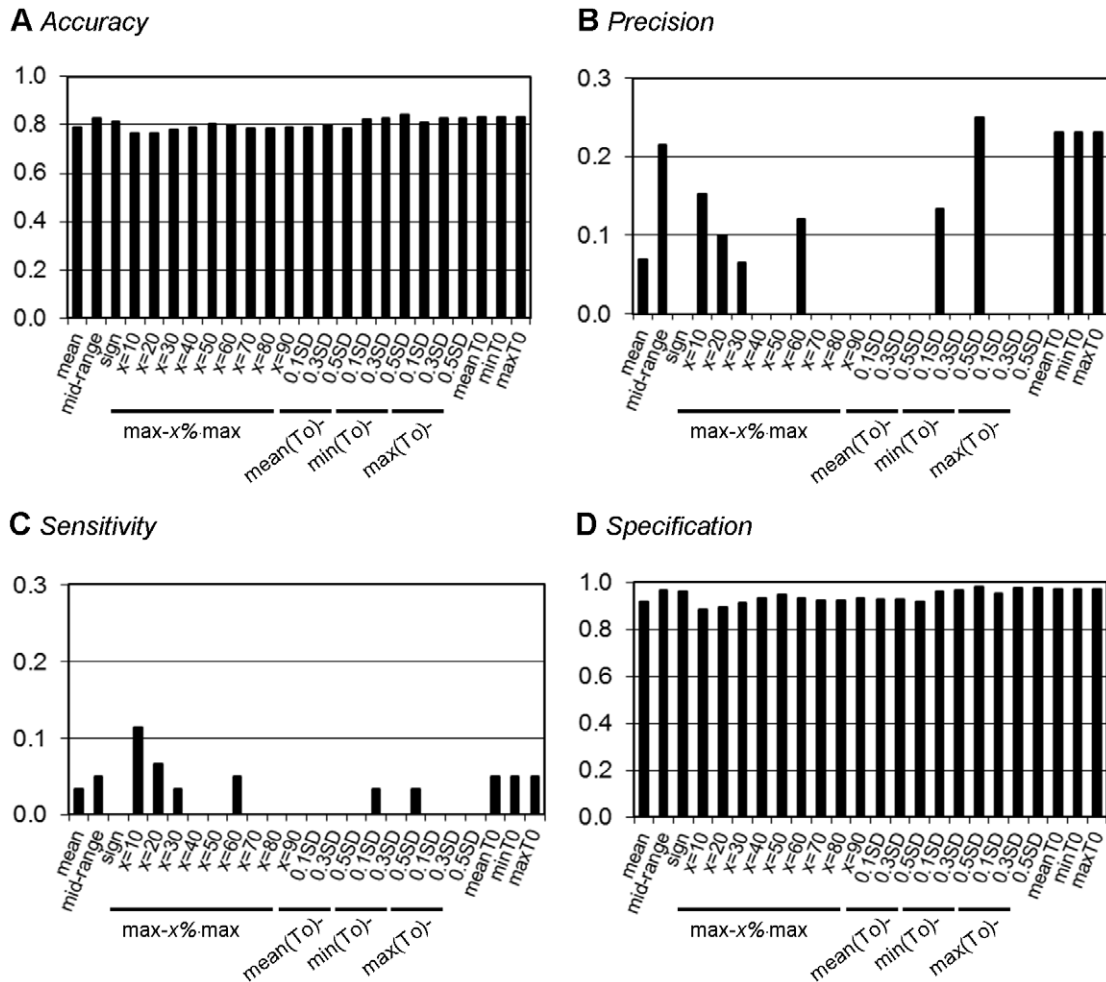 A Accuracy
1.0
0.8
0.6
0.4
0.2
0.0
mean
mid-range
sign
x=10
x=20
x=30
x=40
x=50
x=60
x=70
x=80
x=90
0.1SD
0.3SD
0.5SD
0.1SD
0.3SD
0.5SD
0.1SD
0.3SD
0.5SD
meanT0
minT0
maxT0
max-x%·max
mean(To)-
min(To)-
max(To)-
B Precision
0.3
0.2
0.1
0.0
mean
mid-range
sign
x=10
x=20
x=30
x=40
x=50
x=60
x=70
x=80
x=90
0.1SD
0.3SD
0.5SD
0.1SD
0.3SD
0.5SD
0.1SD
0.3SD
0.5SD
meanT0
minT0
maxT0
max-x%·max
mean(To)-
min(To)-
max(To)-
C Sensitivity
0.3
0.2
0.1
0.0
mean
mid-range
sign
x=10
x=20
x=30
x=40
x=50
x=60
x=70
x=80
x=90
0.1SD
0.3SD
0.5SD
0.1SD
0.3SD
0.5SD
0.1SD
0.3SD
0.5SD
meanT0
minT0
maxT0
max-x%·max
mean(To)-
min(To)-
max(To)-
D Specification
1.0
0.8
0.6
0.4
0.2
0.0
mean
mid-range
sign
x=10
x=20
x=30
x=40
x=50
x=60
x=70
x=80
x=90
0.1SD
0.3SD
0.5SD
0.1SD
0.3SD
0.5SD
0.1SD
0.3SD
0.5SD
meanT0
minT0
maxT0
max-x%·max
mean(To)-
min(To)-
max(To)-